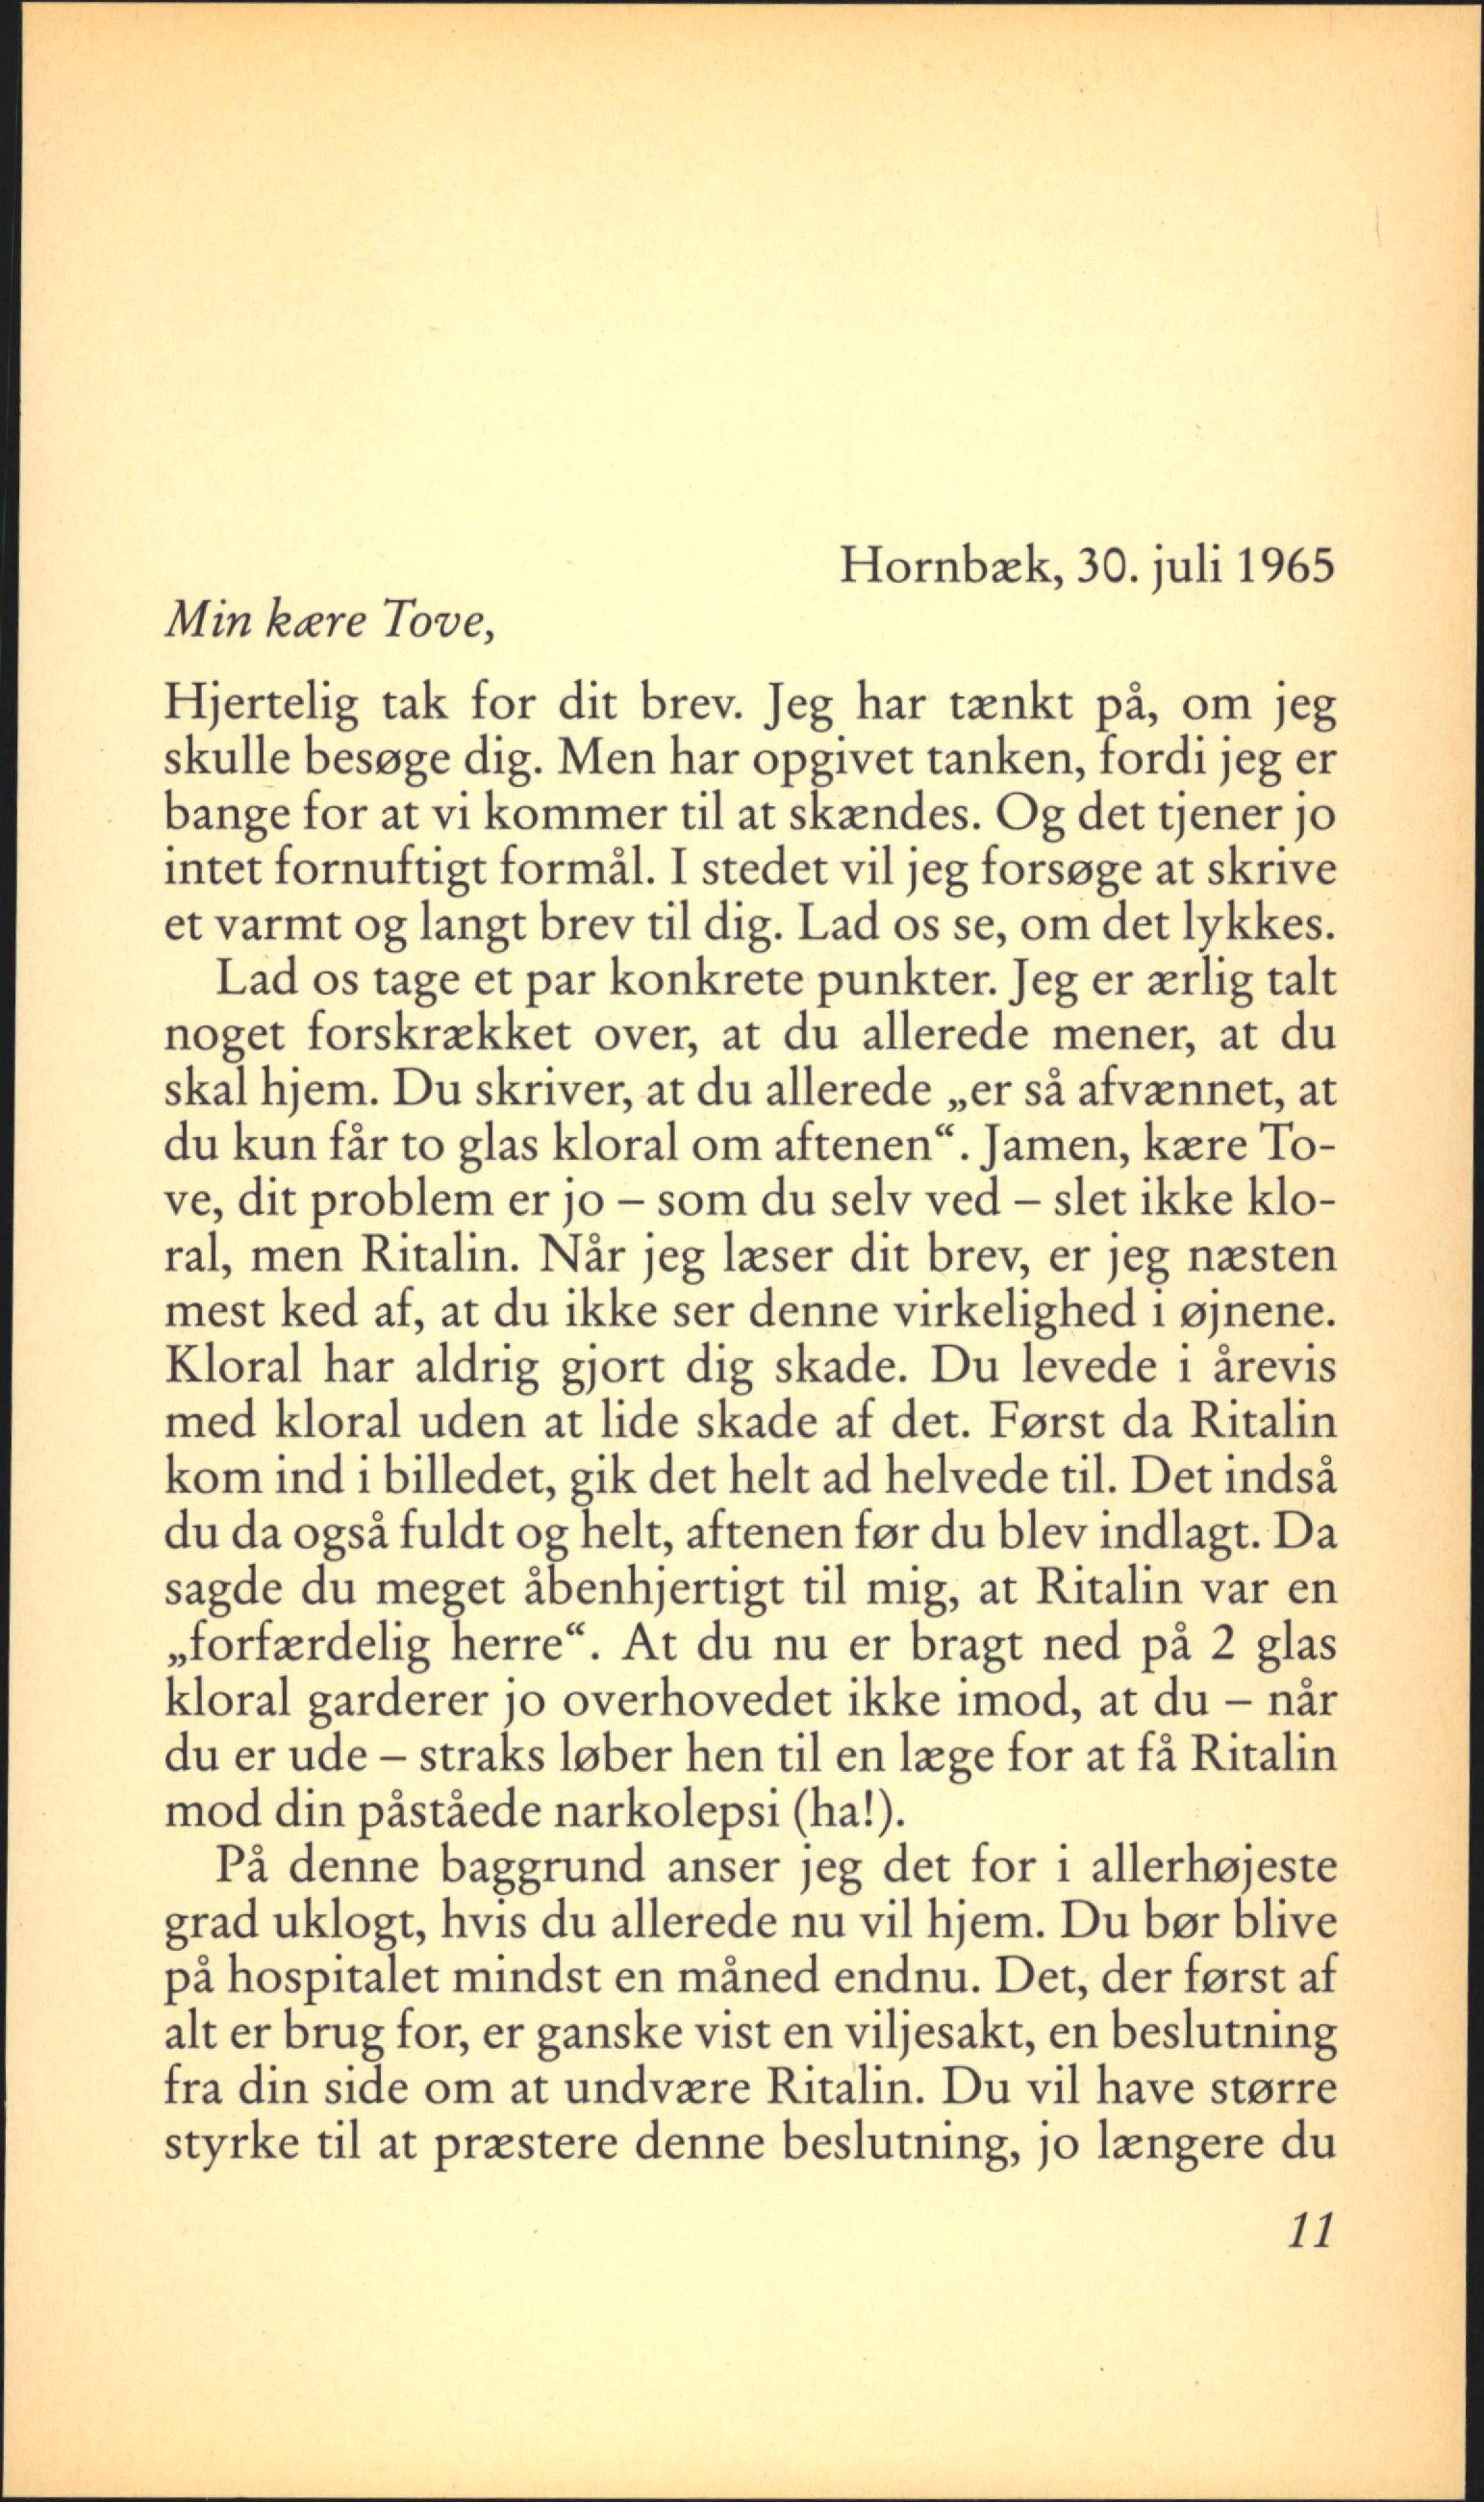 Hornbæk, 30. juli 1965
Min kære Tove,
Hjertelig tak for dit brev. Jeg har tænkt på, om jeg
skulle besøge dig. Men har opgivet tanken, fordi jeg er
bange for at vi kommer til at skændes. Og det tjener jo
intet fornuftigt formål. I stedet vil jeg forsøge at skrive
et varmt og langt brev til dig. Lad os se, om det lykkes.
Lad os tage et par konkrete punkter. Jeg er ærlig talt
noget forskrækket over, at du allerede mener, at du
skal hjem. Du skriver, at du allerede „er så afvænnet, at
du kun får to glas kloral om aftenen“. Jamen, kære To-
ve, dit problem er jo – som du selv ved – slet ikke klo-
ral, men Ritalin. Når jeg læser dit brev, er jeg næsten
mest ked af, at du ikke ser denne virkelighed i øjnene.
Kloral har aldrig gjort dig skade. Du levede i årevis
med kloral uden at lide skade af det. Først da Ritalin
kom ind i billedet, gik det helt ad helvede til. Det indså
du da også fuldt og helt, aftenen før du blev indlagt. Da
sagde du meget åbenhjertigt til mig, at Ritalin var en
„forfærdelig herre“. At du nu er bragt ned på 2 glas
kloral garderer jo overhovedet ikke imod, at du – når
du er ude – straks løber hen til en læge for at få Ritalin
mod din påståede narkolepsi (ha!).
På denne baggrund anser jeg det for i allerhøjeste
grad uklogt, hvis du allerede nu vil hjem. Du bør blive
på hospitalet mindst en måned endnu. Det, der først af
alt er brug for, er ganske vist en viljesakt, en beslutning
fra din side om at undvære Ritalin. Du vil have større
styrke til at præstere denne beslutning, jo længere du
11